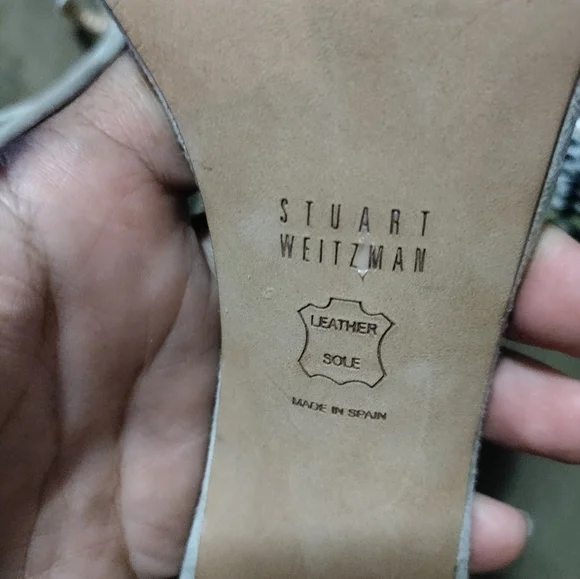 STUART
WEITZMAN
LEATHER
SOLE
MADE IN SPAIN